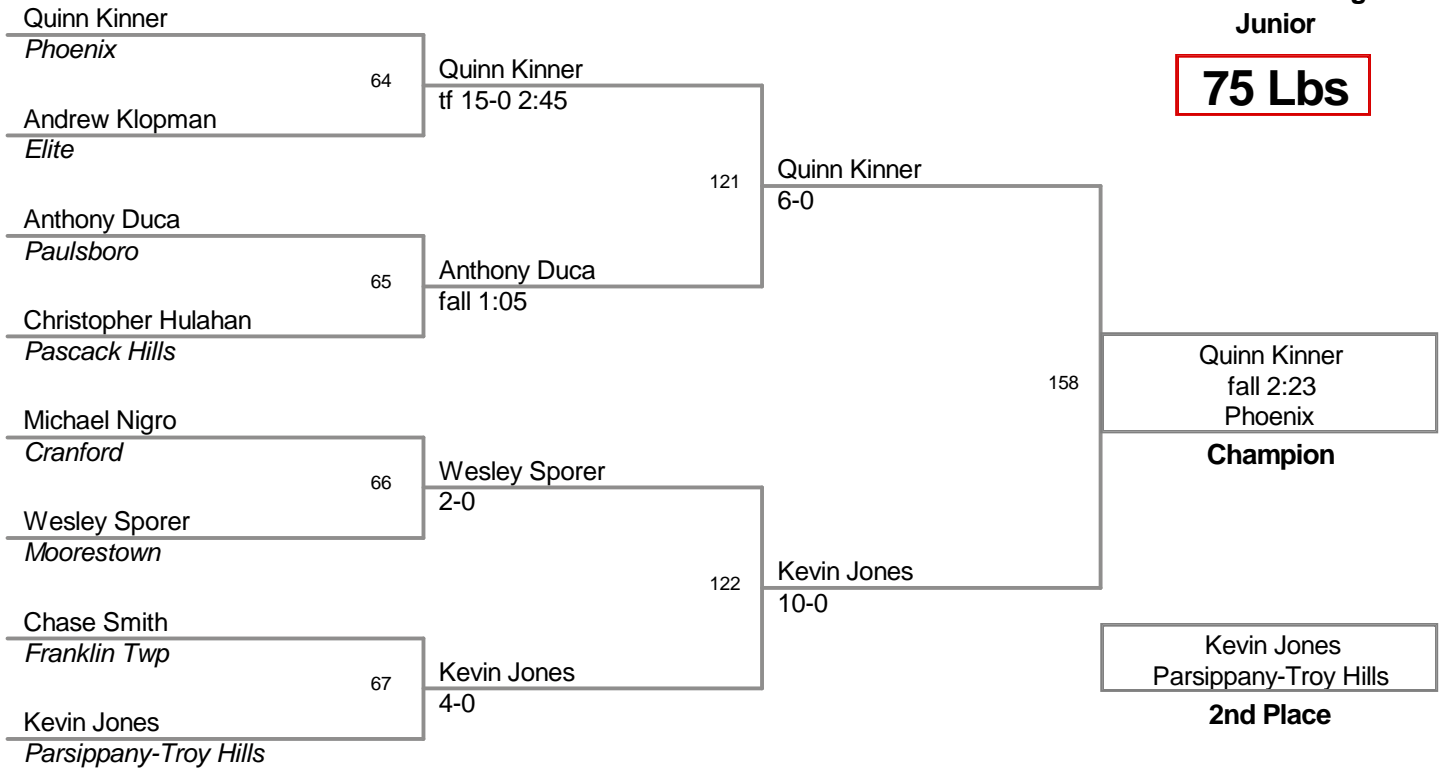 Junior
75 Lbs
Quinn Kinner
Phoenix
64
Andrew Klopman
Elite
Anthony Duca
Paulsboro
65
Christopher Hulahan
Pascack Hills
Michael Nigro
Cranford
66
Wesley Sporer
Moorestown
Chase Smith
Franklin Twp
67
Kevin Jones
Parsippany-Troy Hills
Quinn Kinner
tf 15-0 2:45
121
Anthony Duca
fall 1:05
Wesley Sporer
2-0
122
Kevin Jones
4-0
Quinn Kinner
6-0
158
Kevin Jones
10-0
Quinn Kinner
fall 2:23
Phoenix
Champion
Kevin Jones
Parsippany-Troy Hills
2nd Place